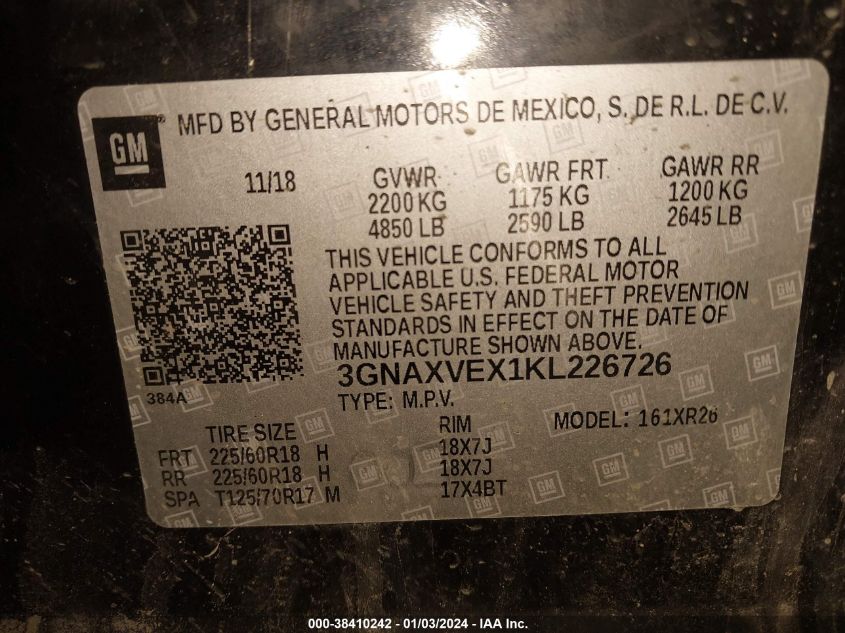 GM ® MFD BY GENERAL MOTORS DE MEXICO, S. DE R.L. DE C.V.
11/18 GVWR GAWR FRT GAWR RR
2200 KG 1175 KG 1200 KG
4850 LB 2590 LB 2645 LB
THIS VEHICLE CONFORMS TO ALL
APPLICABLE U.S. FEDERAL MOTOR
VEHICLE SAFETY AND THEFT PREVENTION
STANDARDS IN EFFECT ON THE DATE OF
MANUFACTURE SHOWN ABOVE.
384A 3GNAXVEX1KL226726
TYPE: M.P.V. MODEL: 161XR26
TIRE SIZE RIM
FRT 225/60R18 H 18X7J
RR 225/60R18 H 18X7J
SPA T125/70R17 M 17X4BT
000-38410242 - 01/03/2024 - IAA Inc.